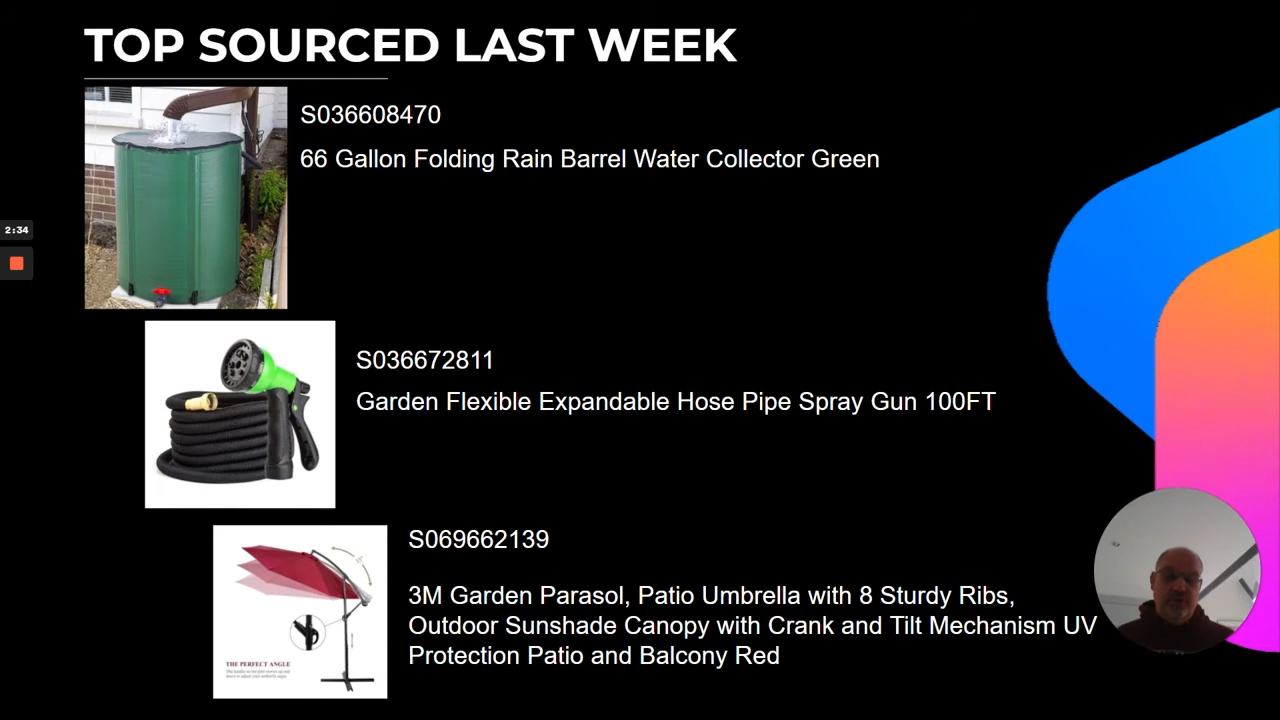 TOP SOURCED LAST WEEK
S036608470
66 Gallon Folding Rain Barrel Water Collector Green
2:34
S036672811
Garden Flexible Expandable Hose Pipe Spray Gun 100FT
S069662139
3M Garden Parasol, Patio Umbrella with 8 Sturdy Ribs,
Outdoor Sunshade Canopy with Crank and Tilt Mechanism UV
Protection Patio and Balcony Red
THE PERFECT ANGLE